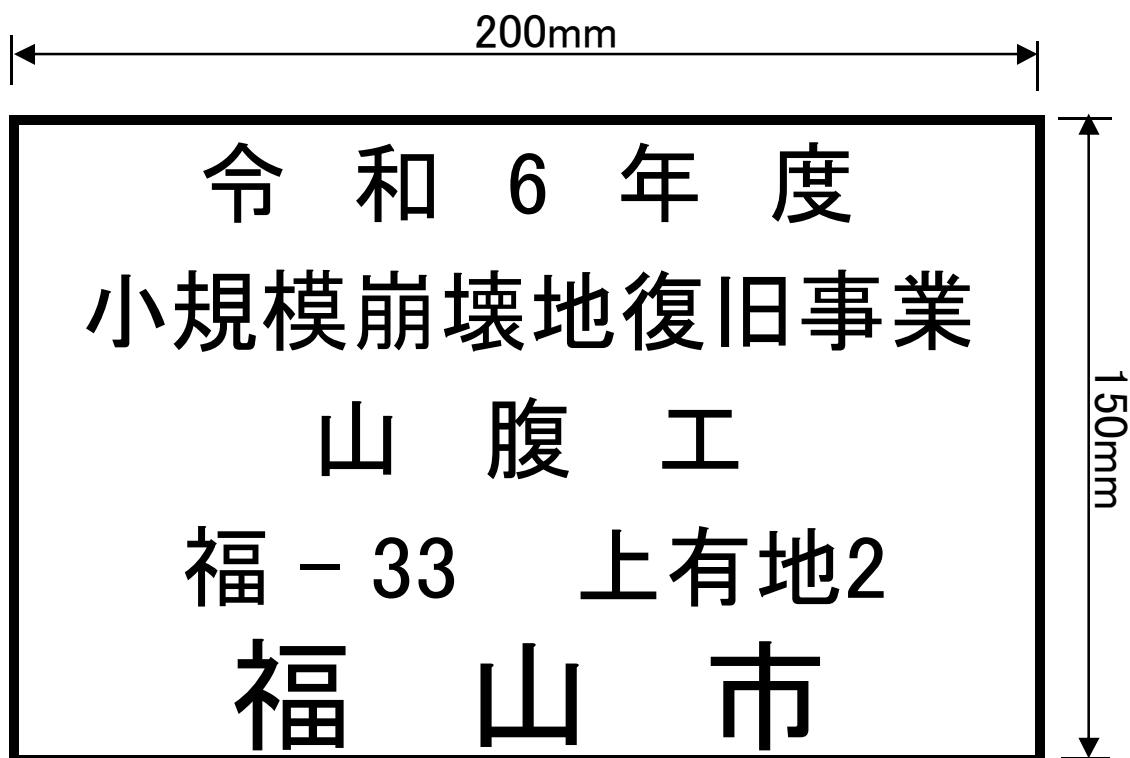 200mm
令 和 6 年 度
小規模崩壊地復旧事業
150mm
山 腹 工
福 － 33 上有地2
福 山 市